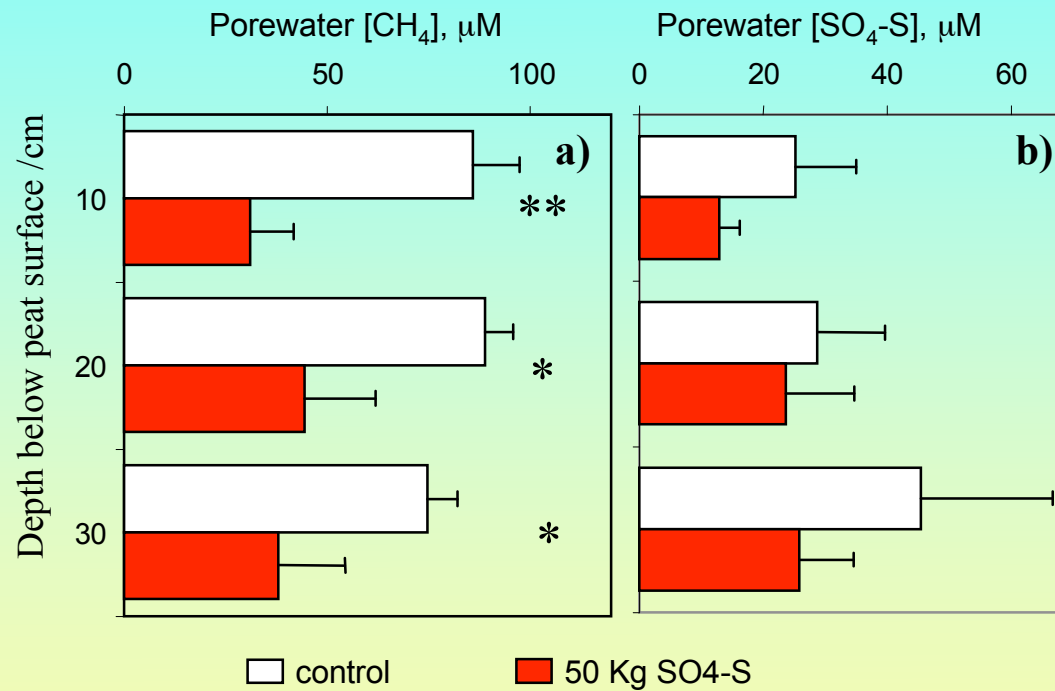 Porewater [CH₄], μM
Porewater [SO₄-S], μM
0 50 100
0 20 40 60
Depth below peat surface /cm
a)
b)
10
**
20
*
30
*
control
50 Kg SO4-S